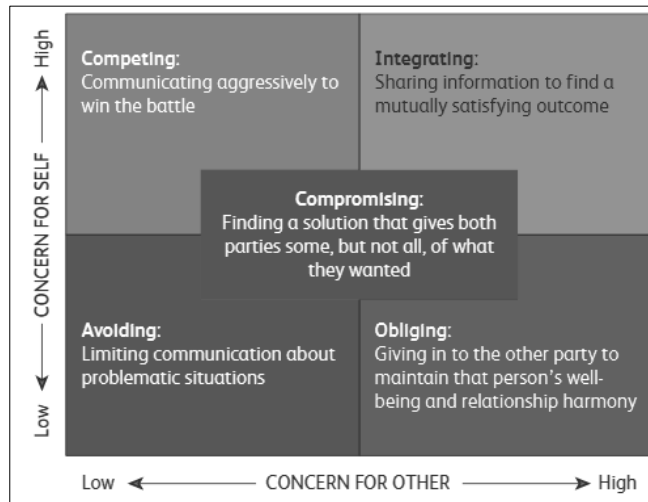 High
CONCERN FOR SELF
Low
Competing:
Communicating aggressively to
win the battle
Integrating:
Sharing information to find a
mutually satisfying outcome
Compromising:
Finding a solution that gives both
parties some, but not all, of what
they wanted
Avoiding:
Limiting communication about
problematic situations
Obliging:
Giving in to the other party to
maintain that person's well-
being and relationship harmony
Low
CONCERN FOR OTHER
High